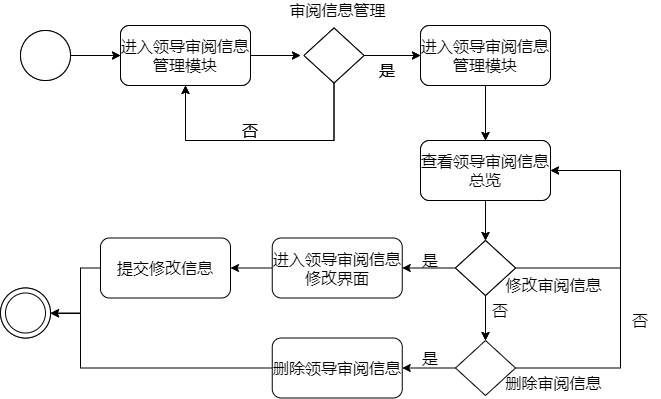 审阅信息管理
进入领导审阅信息
管理模块
是
进入领导审阅信息
管理模块
否
查看领导审阅信息
总览
提交修改信息
进入领导审阅信息
修改界面
是
修改审阅信息
否
否
删除领导审阅信息
是
删除审阅信息